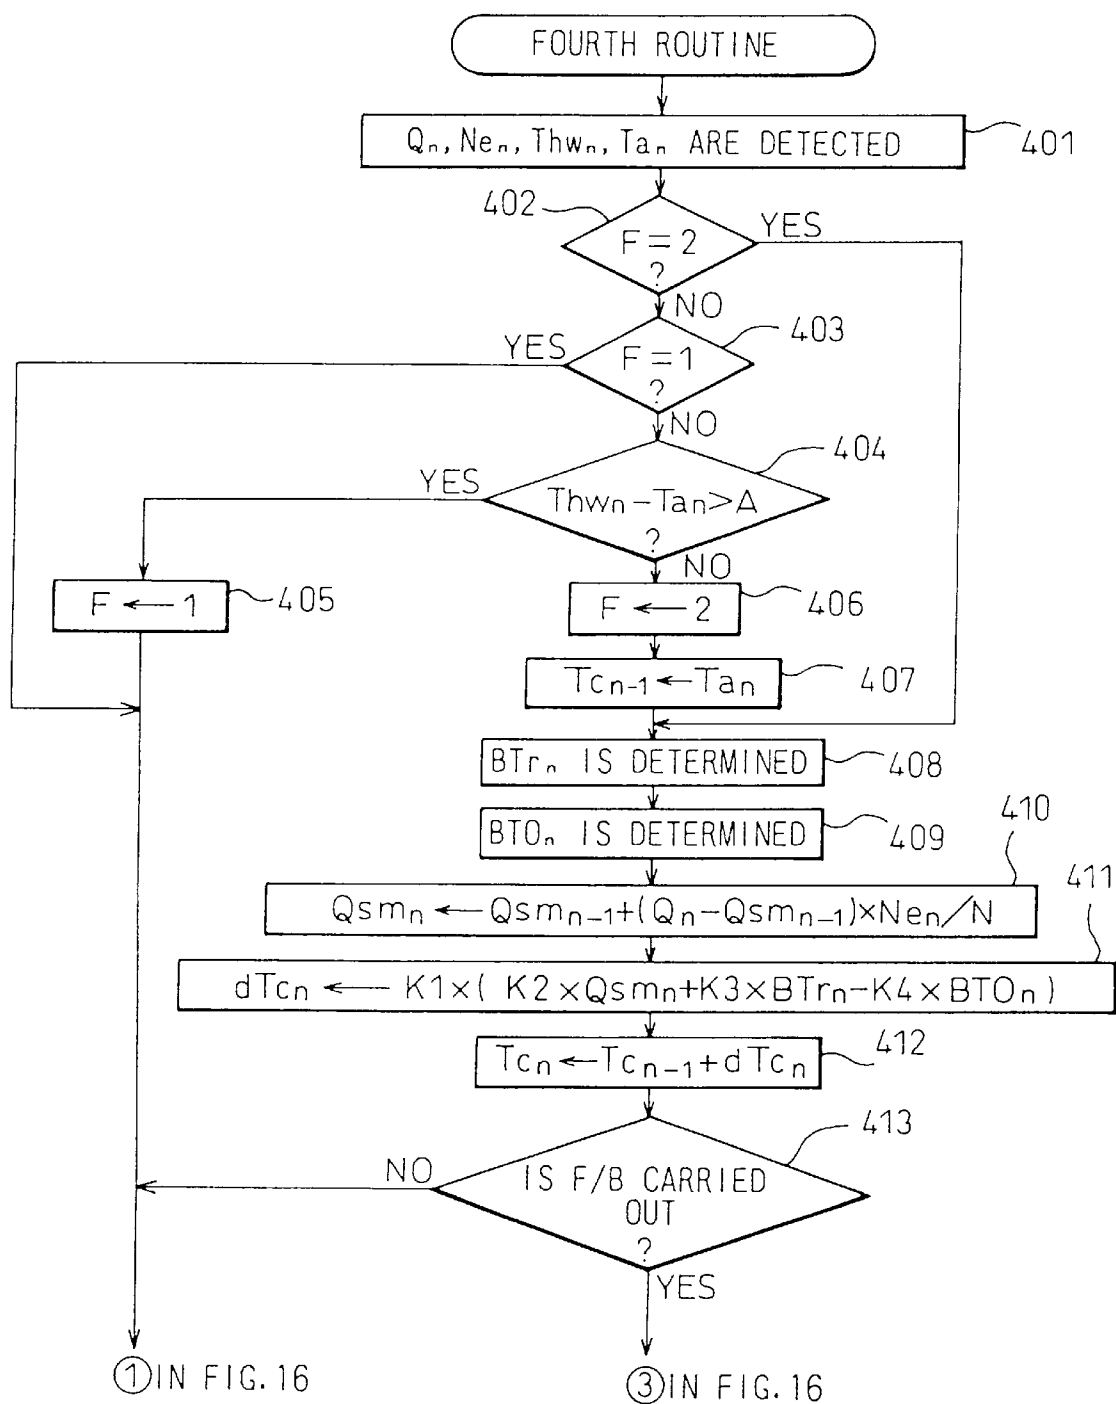 FOURTH ROUTINE
Qn, Nen, Thwn, Tan ARE DETECTED
401
402
F=2
?
YES
NO
403
YES
F=1
?
NO
404
YES
Thwn-Tan>A
?
NO
F ← 1
405
F ← 2
406
Tcn-1 ← Tan
407
BTrn IS DETERMINED
408
BTOn IS DETERMINED
409
410
Qsmn ← Qsmn-1+(Qn-Qsmn-1)×Nen/N
411
dTcn ← K1×( K2×Qsmn+K3×BTrn-K4×BTOn)
Tcn ← Tcn-1+dTcn
412
413
NO
IS F/B CARRIED
OUT
?
YES
① IN FIG.16
③ IN FIG.16